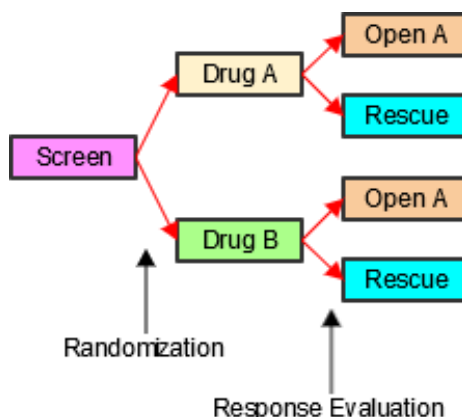 Open A
Drug A
Rescue
Screen
Open A
Drug B
Rescue
Randomization
Response Evaluation